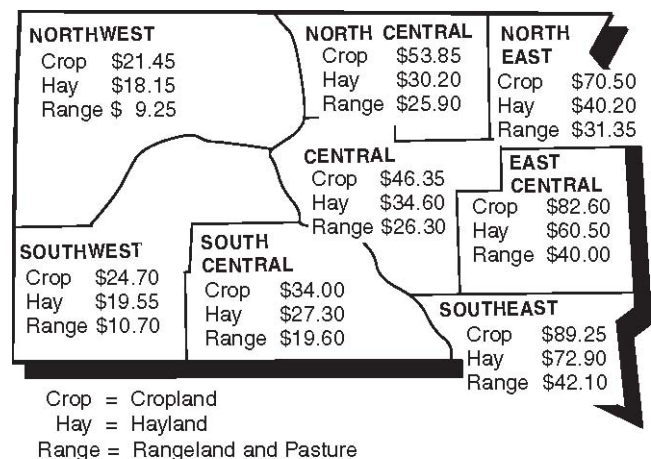 NORTHWEST
Crop $21.45
Hay $18.15
Range $ 9.25
NORTH CENTRAL
Crop $53.85
Hay $30.20
Range $25.90
NORTH
EAST
Crop $70.50
Hay $40.20
Range $31.35
CENTRAL
Crop $46.35
Hay $34.60
Range $26.30
EAST
CENTRAL
Crop $82.60
Hay $60.50
Range $40.00
SOUTHWEST
Crop $24.70
Hay $19.55
Range $10.70
SOUTH
CENTRAL
Crop $34.00
Hay $27.30
Range $19.60
SOUTHEAST
Crop $89.25
Hay $72.90
Range $42.10
Crop = Cropland
Hay = Hayland
Range = Rangeland and Pasture